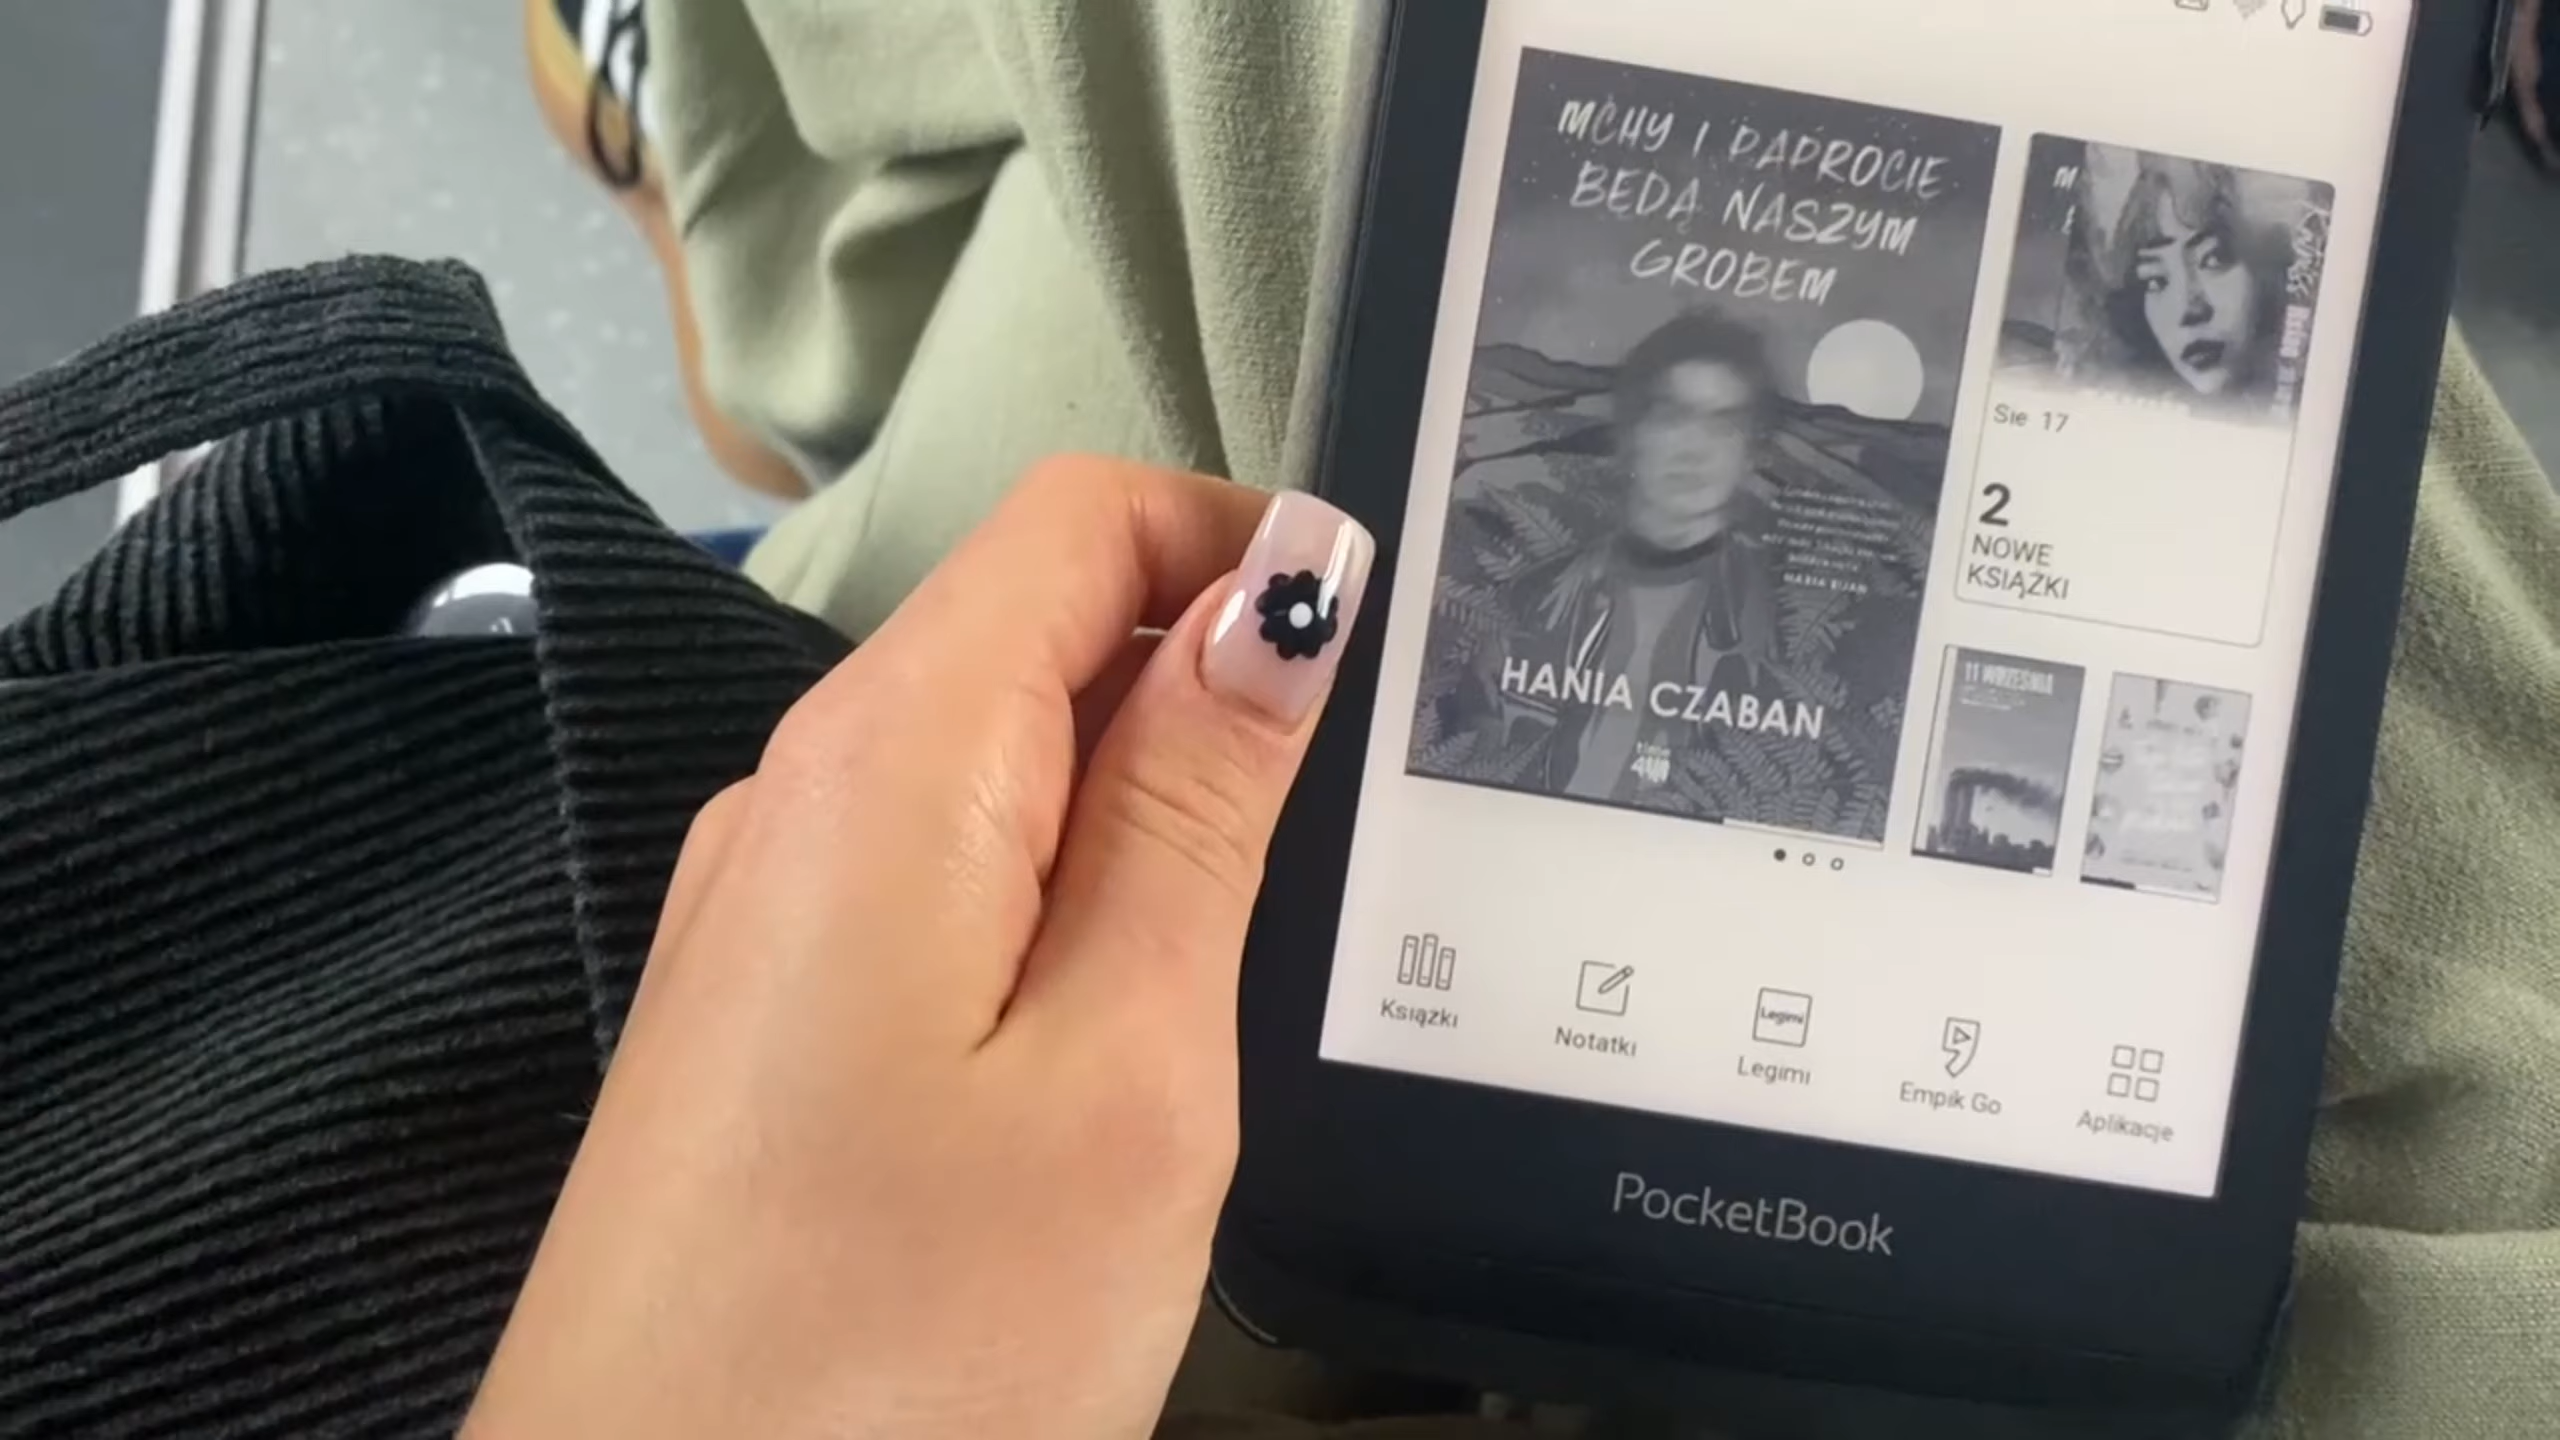 MCHY I PAPROCIE
BĘDĄ NASZYM
GROBEM
HANIA CZABAN
Sie 17
2
NOWE
KSIĄŻKI
11 WRZEŚNIA
Książki
Notatki
Legimi
Legimi
Empik Go
Aplikacje
PocketBook